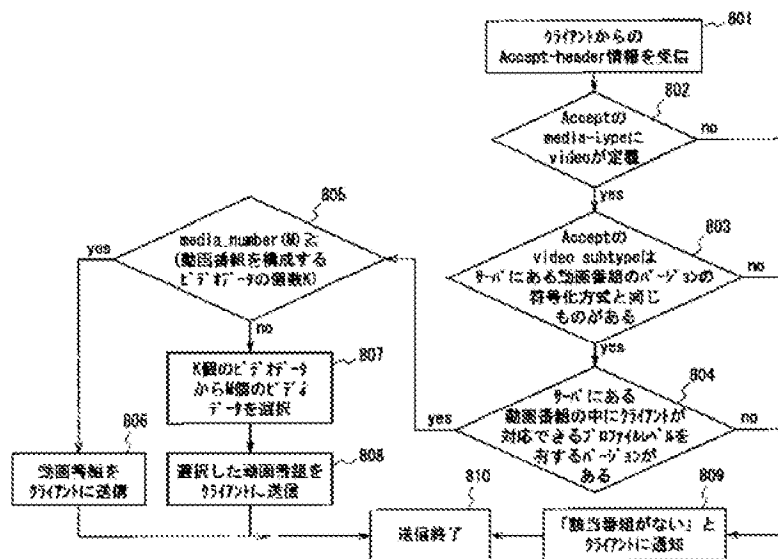 801
クライアントからの
Accept-header情報を受信
802
Acceptの
media-typeに
videoが定義
no
yes
803
Acceptの
video subtypeは
サーバにある動画番組のバージョンの
符号化方式と同じ
ものがある
no
yes
804
サーバにある
動画番組の中にクライアントが
対応できるプロファイルレベルを
有するバージョンが
ある
no
yes
805
media_number(M)≧
(動画番組を構成する
ビデオデータの個数K)
yes
no
807
K個のビデオデータ
からM個のビデオ
データを選択
806
動画番組を
クライアントに送信
808
選択した動画番組を
クライアントへ送信
810
送信終了
809
「該当番組がない」と
クライアントに通知